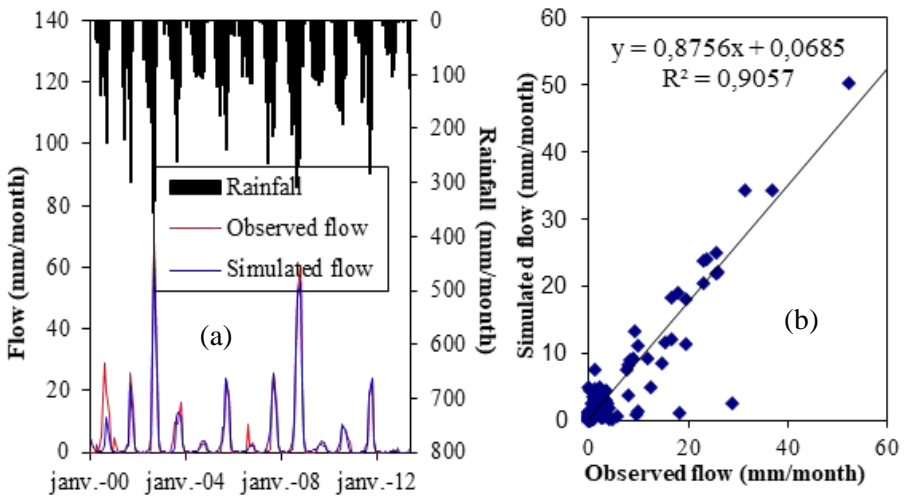 140
120
100
80
60
40
20
0
Flow (mm/month)
0
100
200
300
400
500
600
700
800
Rainfall (mm/month)
Rainfall
Observed flow
Simulated flow
(a)
janv.-00 janv.-04 janv.-08 janv.-12
60
50
40
30
20
10
0
Simulated flow (mm/month)
y = 0,8756x + 0,0685
R² = 0,9057
(b)
0 20 40 60
Observed flow (mm/month)